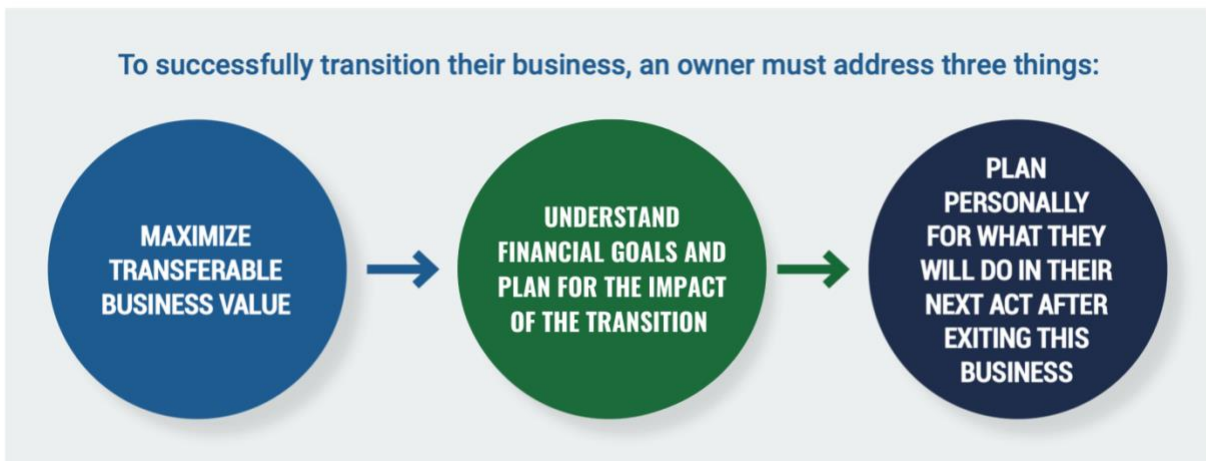 To successfully transition their business, an owner must address three things:
MAXIMIZE
TRANSFERABLE
BUSINESS VALUE
UNDERSTAND
FINANCIAL GOALS AND
PLAN FOR THE IMPACT
OF THE TRANSITION
PLAN
PERSONALLY
FOR WHAT THEY
WILL DO IN THEIR
NEXT ACT AFTER
EXITING THIS
BUSINESS